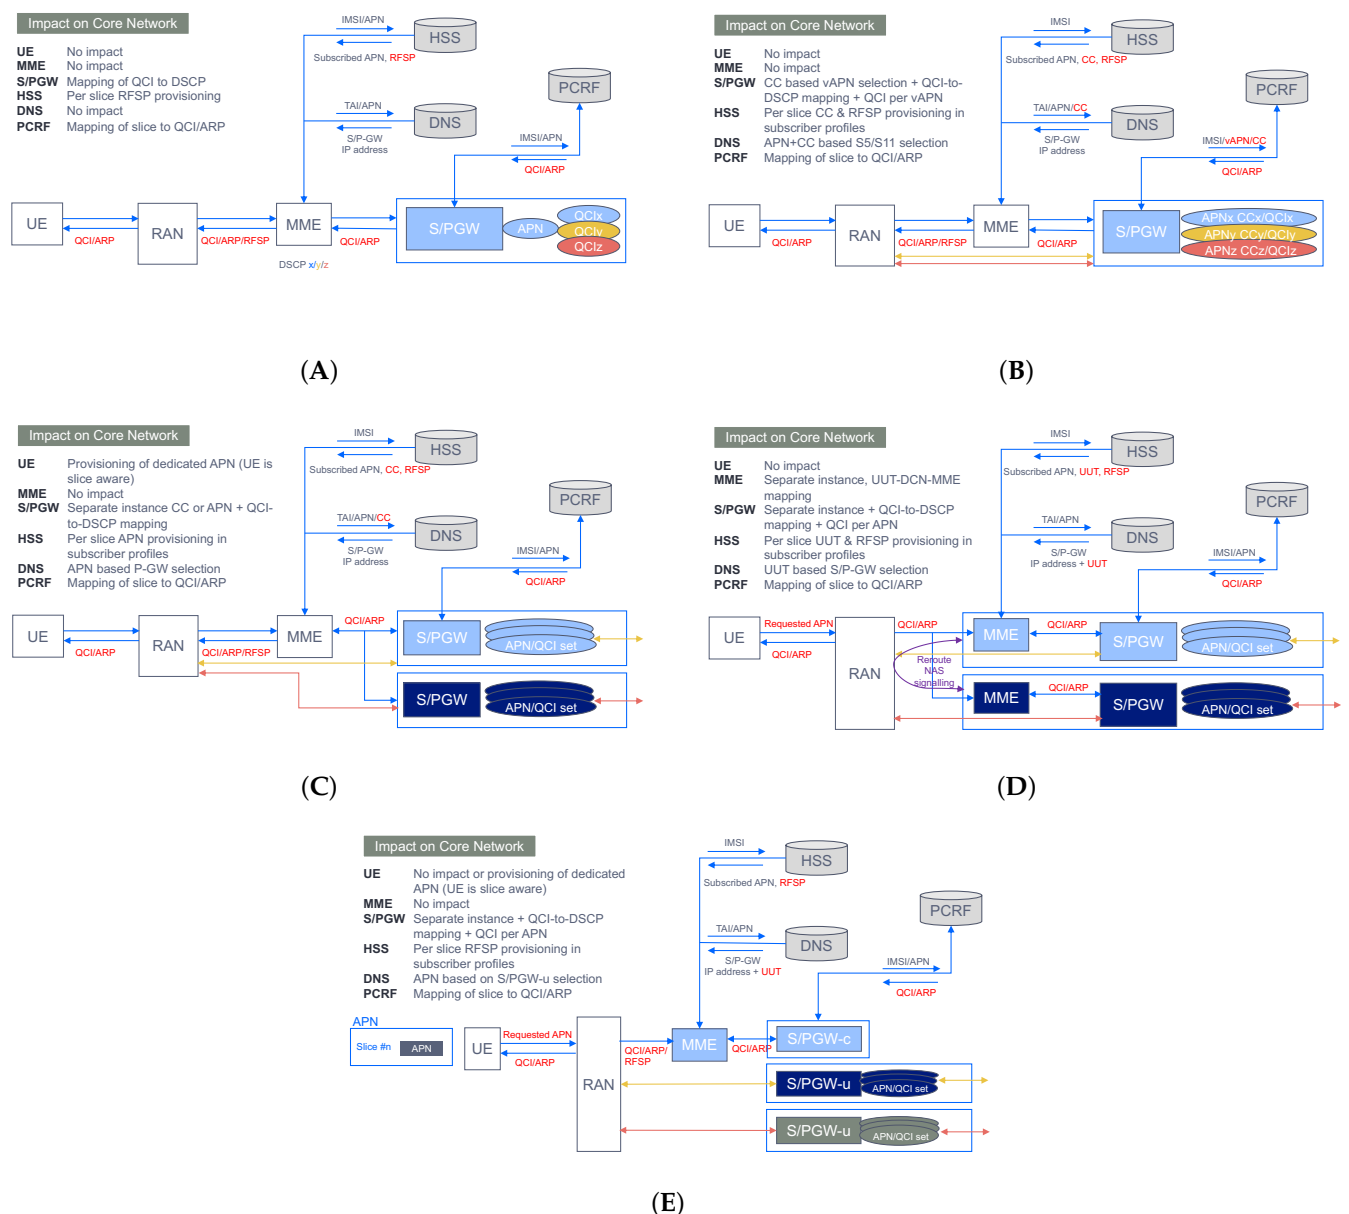 Impact on Core Network
UE No impact
MME No impact
S/PGW Mapping of QCI to DSCP
HSS Per slice RFSP provisioning
DNS No impact
PCRF Mapping of slice to QCI/ARP
IMSI/APN
HSS
Subscribed APN, RFSP
PCRF
TAI/APN
DNS
S/P-GW
IP address
IMSI/APN
QCI/ARP
UE
QCI/ARP
RAN
QCI/ARP/RFSP
MME
QCI/ARP
S/PGW
APN
QCIx
QCIy
QCIz
DSCP x/y/z
(A)
Impact on Core Network
UE No impact
MME No impact
S/PGW CC based vAPN selection + QCI-to-
DSCP mapping + QCI per vAPN
HSS Per slice CC & RFSP provisioning in
subscriber profiles
DNS APN+CC based S5/S11 selection
PCRF Mapping of slice to QCI/ARP
IMSI
HSS
Subscribed APN, CC, RFSP
PCRF
TAI/APN/CC
DNS
S/P-GW
IP address
IMSI/vAPN/CC
QCI/ARP
UE
QCI/ARP
RAN
QCI/ARP/RFSP
MME
QCI/ARP
S/PGW
APNx CCx/QCIx
APNy CCy/QCIy
APNz CCz/QCIz
(B)
Impact on Core Network
UE Provisioning of dedicated APN (UE is
slice aware)
MME No impact
S/PGW Separate instance CC or APN + QCI-
to-DSCP mapping
HSS Per slice APN provisioning in
subscriber profiles
DNS APN based P-GW selection
PCRF Mapping of slice to QCI/ARP
IMSI
HSS
Subscribed APN, CC, RFSP
PCRF
TAI/APN/CC
DNS
S/P-GW
IP address
IMSI/APN
QCI/ARP
UE
QCI/ARP
RAN
QCI/ARP/RFSP
MME
QCI/ARP
S/PGW
APN/QCI set
S/PGW
APN/QCI set
(C)
Impact on Core Network
UE No impact
MME Separate instance, UUT-DCN-MME
mapping
S/PGW Separate instance + QCI-to-DSCP
mapping + QCI per APN
HSS Per slice UUT & RFSP provisioning in
subscriber profiles
DNS UUT based S/P-GW selection
PCRF Mapping of slice to QCI/ARP
IMSI
HSS
Subscribed APN, UUT, RFSP
PCRF
TAI/APN
DNS
S/P-GW
IP address + UUT
IMSI/APN
QCI/ARP
UE
Requested APN
QCI/ARP
RAN
QCI/ARP
Reroute
NAS
signalling
MME
QCI/ARP
S/PGW
APN/QCI set
MME
QCI/ARP
S/PGW
APN/QCI set
(D)
Impact on Core Network
UE No impact or provisioning of dedicated
APN (UE is slice aware)
MME No impact
S/PGW Separate instance + QCI-to-DSCP
mapping + QCI per APN
HSS Per slice RFSP provisioning in
subscriber profiles
DNS APN based on S/PGW-u selection
PCRF Mapping of slice to QCI/ARP
IMSI
HSS
Subscribed APN, RFSP
PCRF
TAI/APN
DNS
S/P-GW
IP address + UUT
IMSI/APN
QCI/ARP
APN
Slice #n APN
UE
Requested APN
QCI/ARP
RAN
QCI/ARP/
RFSP
MME
QCI/ARP
S/PGW-c
S/PGW-u
APN/QCI set
S/PGW-u
APN/QCI set
(E)